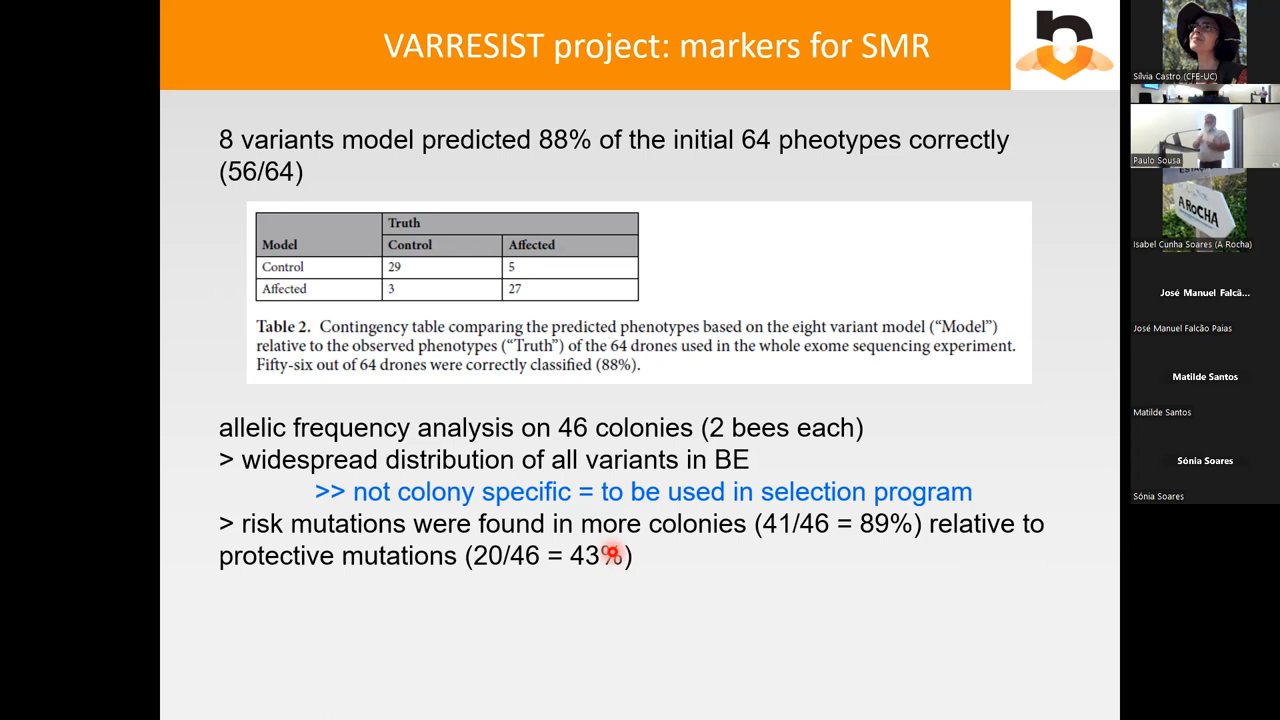 VARRESIST project: markers for SMR
8 variants model predicted 88% of the initial 64 pheotypes correctly
(56/64)
Truth
Model Control Affected
Control 29 5
Affected 3 27
Table 2. Contingency table comparing the predicted phenotypes based on the eight variant model (“Model”)
relative to the observed phenotypes (“Truth”) of the 64 drones used in the whole exome sequencing experiment.
Fifty-six out of 64 drones were correctly classified (88%).
allelic frequency analysis on 46 colonies (2 bees each)
> widespread distribution of all variants in BE
>> not colony specific = to be used in selection program
> risk mutations were found in more colonies (41/46 = 89%) relative to
protective mutations (20/46 = 43%)
Sílvia Castro (CFE-UC)
Paulo Sousa
A ROCHA
Isabel Cunha Soares (A Rocha)
José Manuel Falcã...
José Manuel Falcão Paias
Matilde Santos
Matilde Santos
Sónia Soares
Sónia Soares